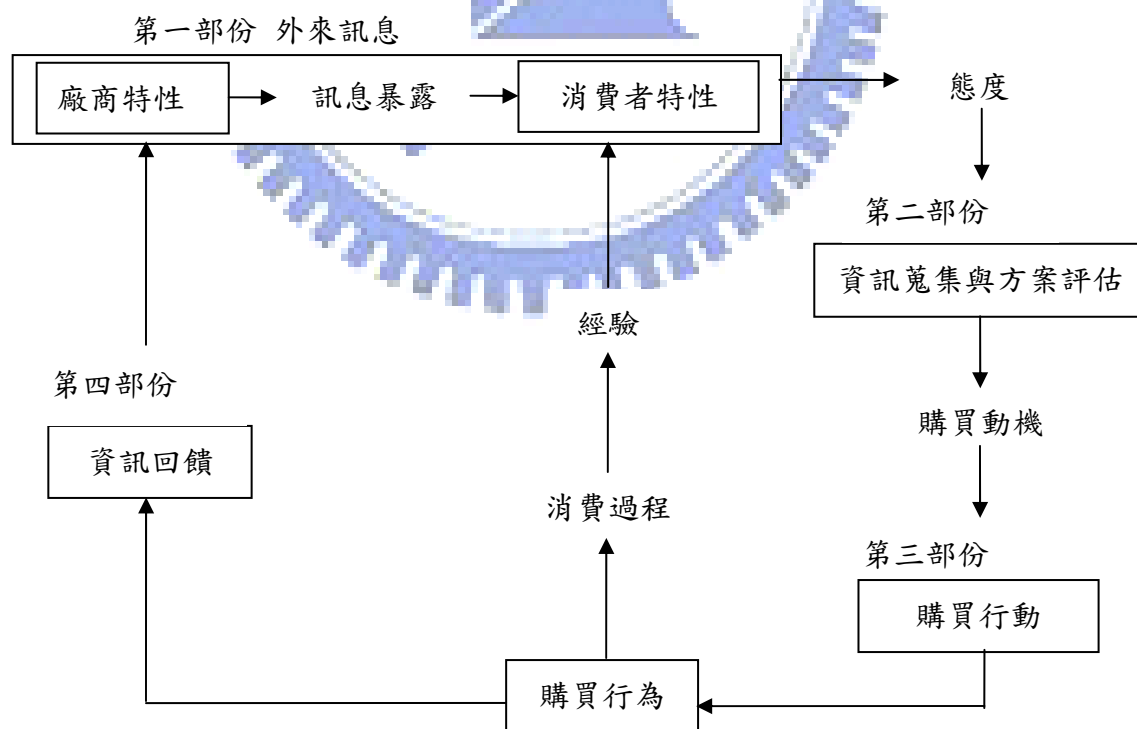 第一部份 外來訊息
廠商特性
訊息暴露
消費者特性
態度
第二部份
資訊蒐集與方案評估
經驗
第四部份
購買動機
資訊回饋
消費過程
第三部份
購買行動
購買行為